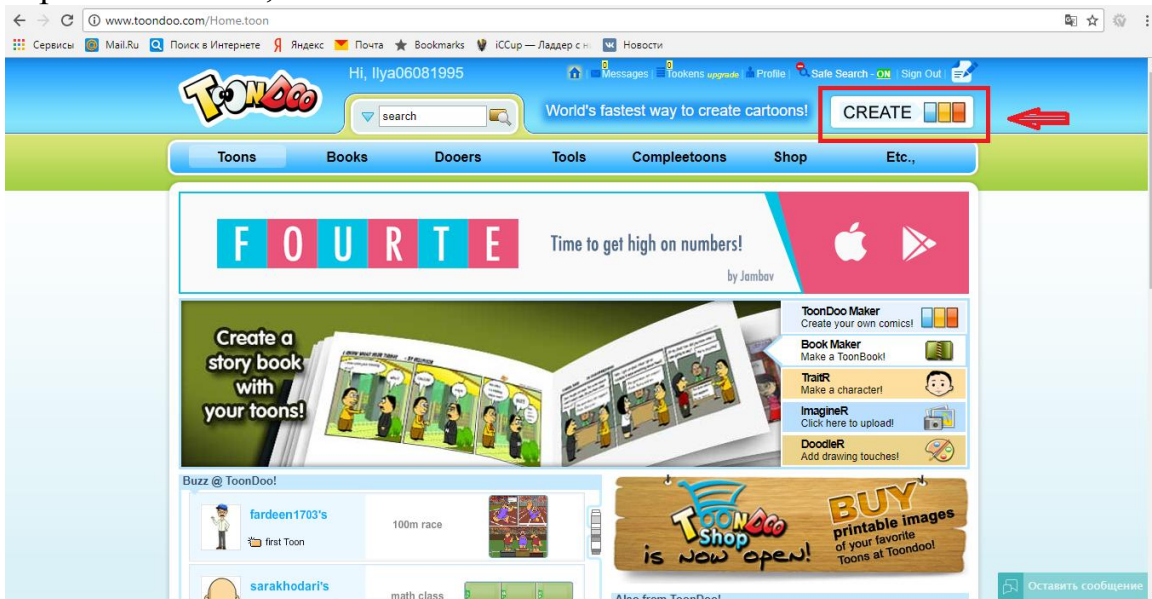 www.toondoo.com/Home.toon
Сервисы Mail.Ru Поиск в Интернете Яндекс Почта Bookmarks iCCup — Ладдер с Новости
Hi, Ilya06081995
0 Messages 0 Tookens upgrade Profile Safe Search - ON Sign Out
TOONDOO
search
World's fastest way to create cartoons!
CREATE
Toons Books Dooers Tools Compleetoons Shop Etc.,
FOURTE
Time to get high on numbers!
by Jambav
Create a
story book
with
your toons!
ToonDoo Maker
Create your own comics!
Book Maker
Make a ToonBook!
TraitR
Make a character!
ImagineR
Click here to upload!
DoodleR
Add drawing touches!
Buzz @ ToonDoo!
fardeen1703's
first Toon
100m race
sarakhodari's
math class
TOONDOO
Shop
is now open!
BUY
printable images
of your favorite
Toons at Toondoo!
Also from ToonDoo!
Оставить сообщение